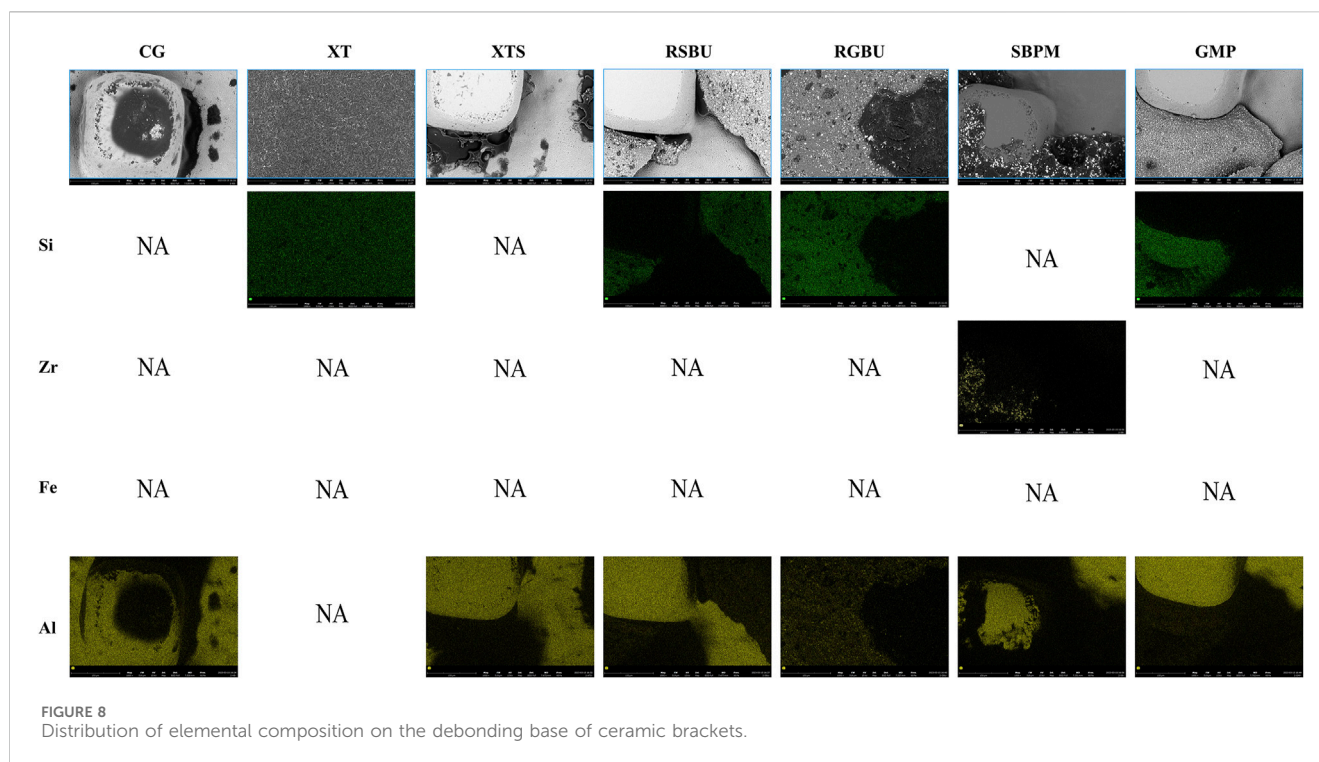 CG XT XTS RSBU RGBU SBPM GMP
Si NA NA NA
Zr NA NA NA NA NA NA
Fe NA NA NA NA NA NA NA
Al NA
FIGURE 8
Distribution of elemental composition on the debonding base of ceramic brackets.